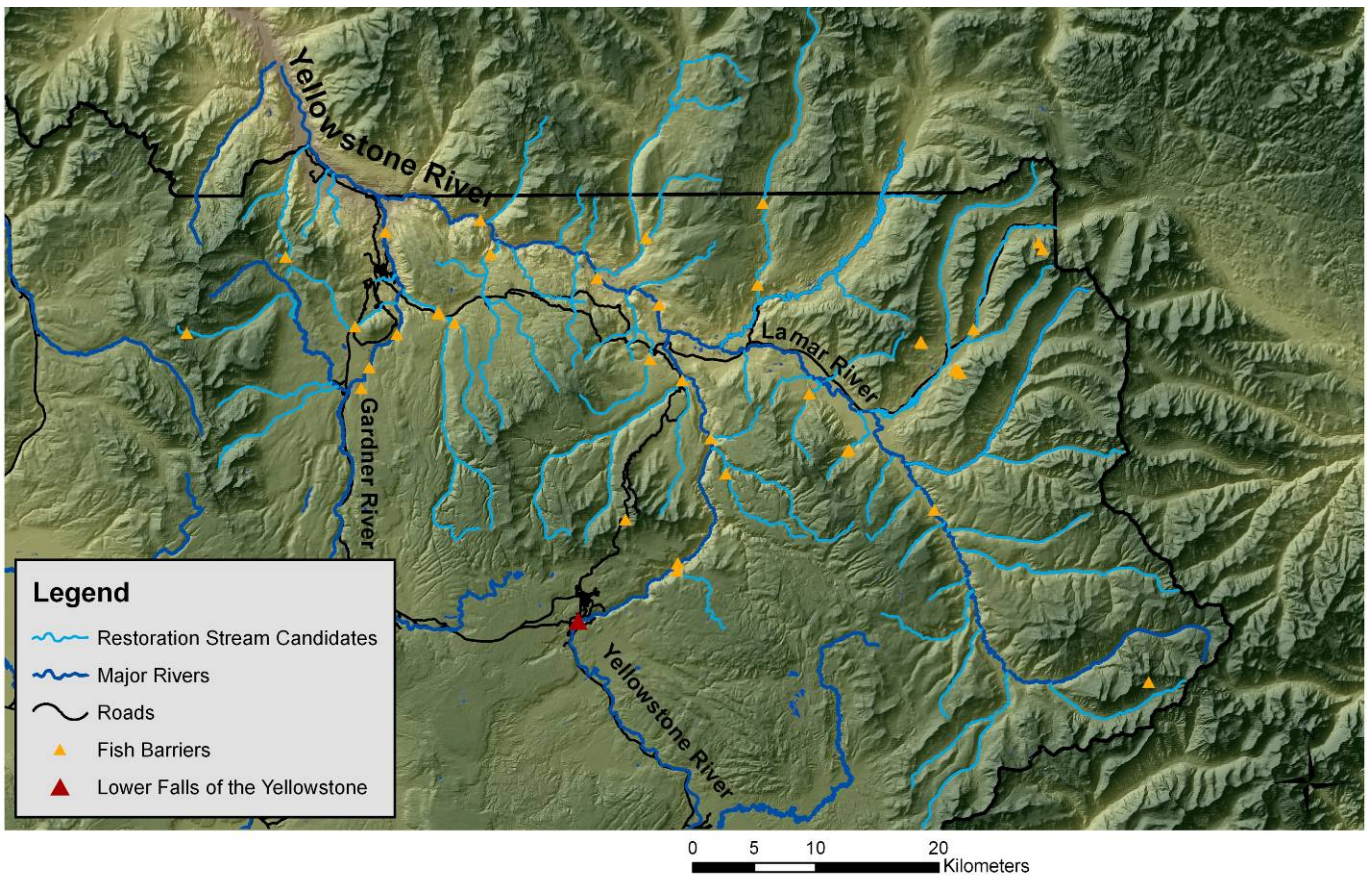 Yellowstone River
Lamar River
Gardner River
Yellowstone River
Legend
Restoration Stream Candidates
Major Rivers
Roads
Fish Barriers
Lower Falls of the Yellowstone
0 5 10 20
Kilometers